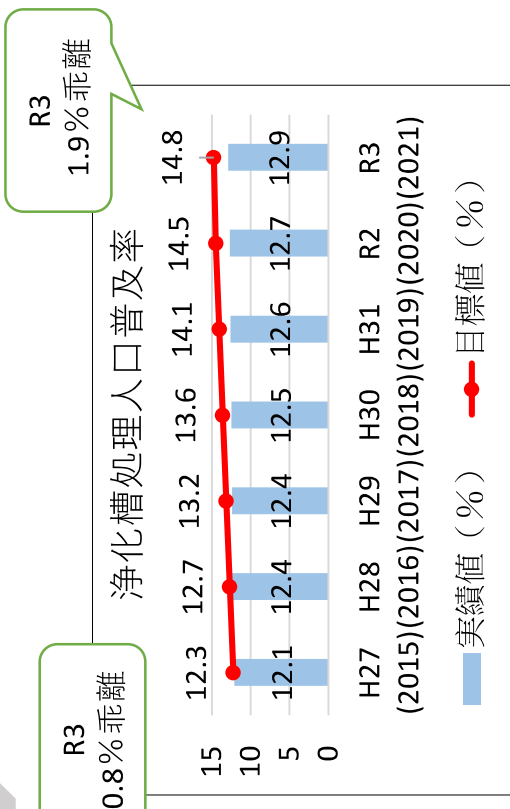 R3
1.9％乖離
R3
0.8％乖離
浄化槽処理人口普及率
12.3 12.7 13.2 13.6 14.1 14.5 14.8
12.1 12.4 12.4 12.5 12.6 12.7 12.9
15
10
5
0
H27 H28 H29 H30 H31 R2 R3
(2015)(2016)(2017)(2018)(2019)(2020)(2021)
実績値（％） 目標値（％）